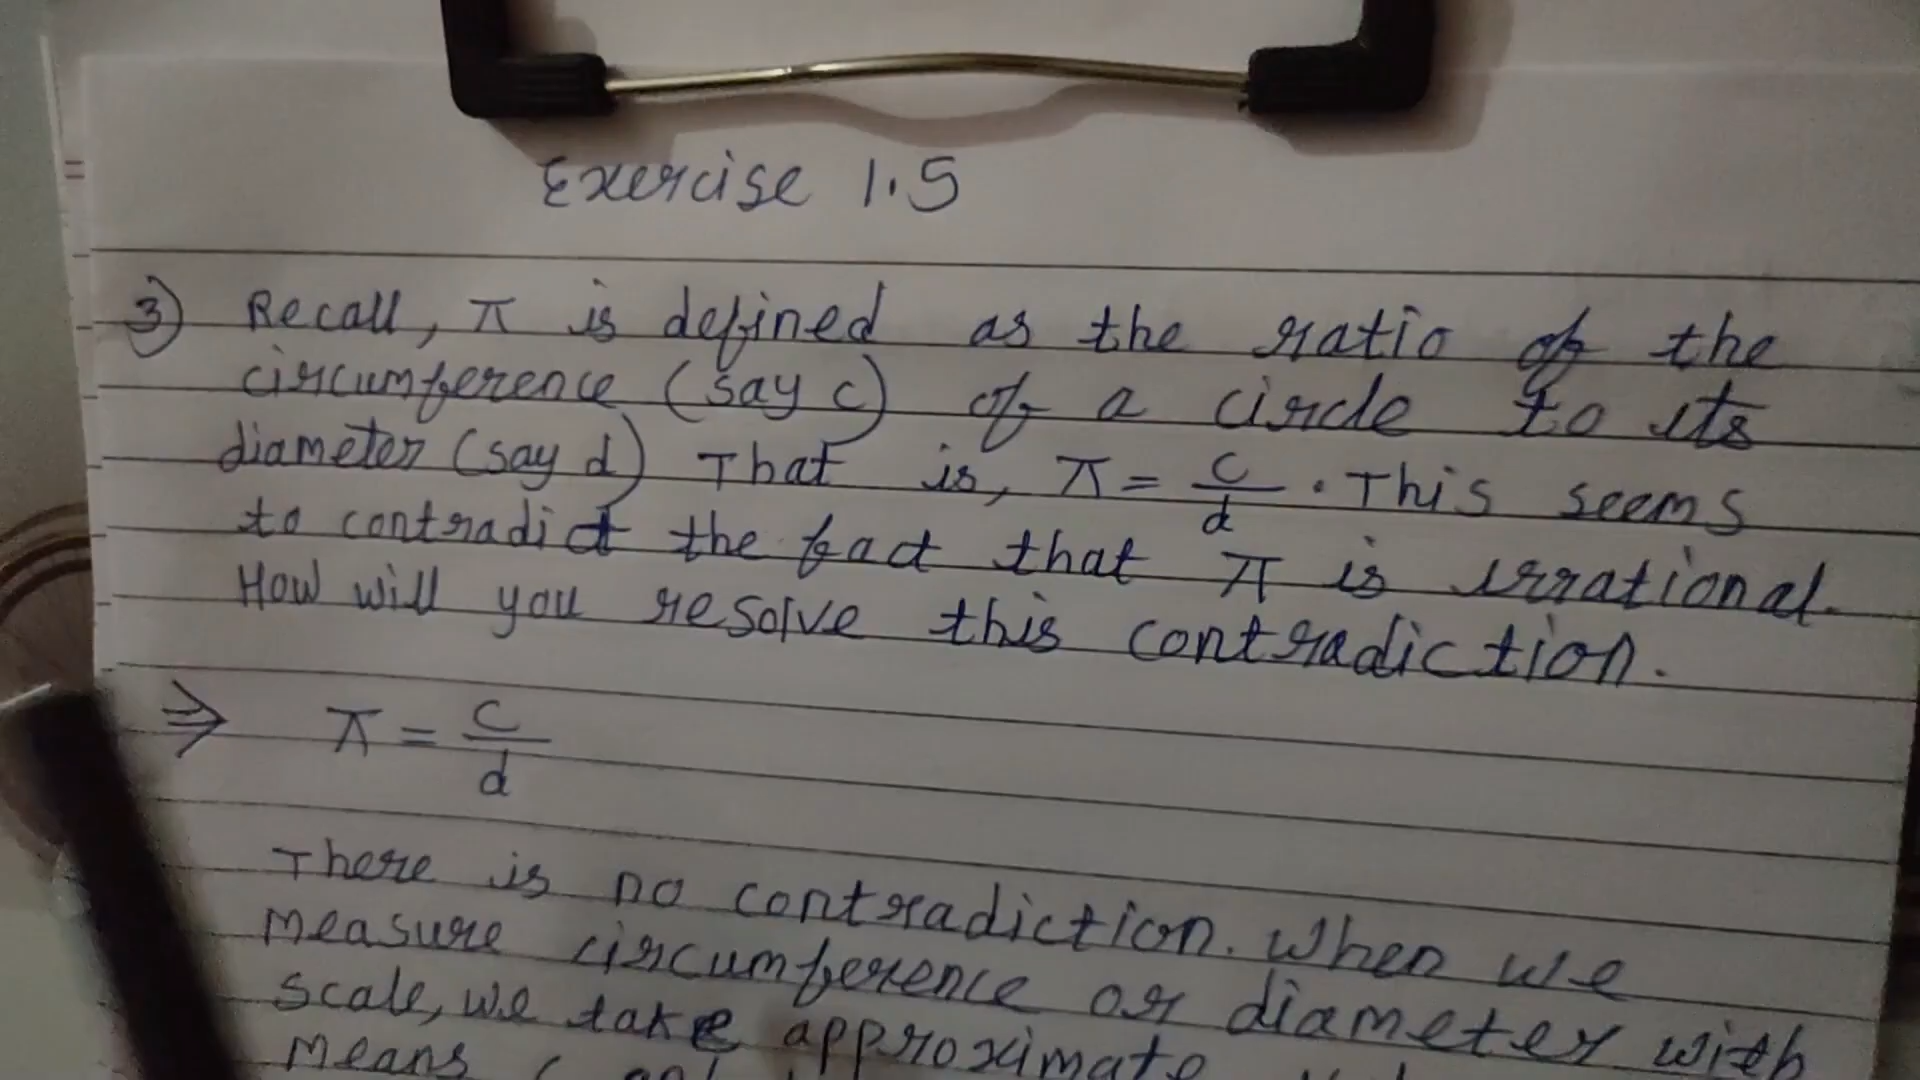 Exercise 1.5
3) Recall, π is defined as the ratio of the
circumference (say c) of a circle to its
diameter (say d) That is, π = c/d . This seems
to contradict the fact that π is irrational.
How will you resolve this contradiction.
⇒ π = c/d
There is no contradiction. When we
measure circumference or diameter with
scale, we take approximate
Means